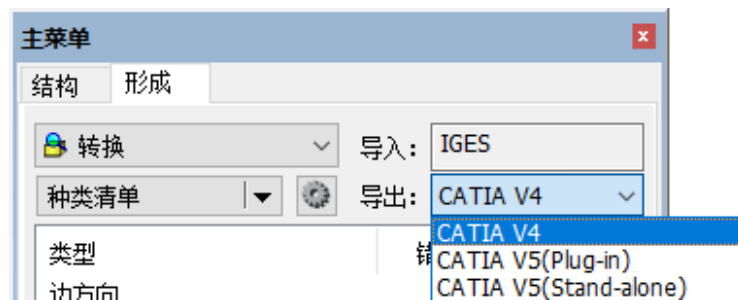 主菜单
结构 形成
转换 导入: IGES
种类清单 导出: CATIA V4
CATIA V4
类型
CATIA V5(Plug-in)
边方向 CATIA V5(Stand-alone)